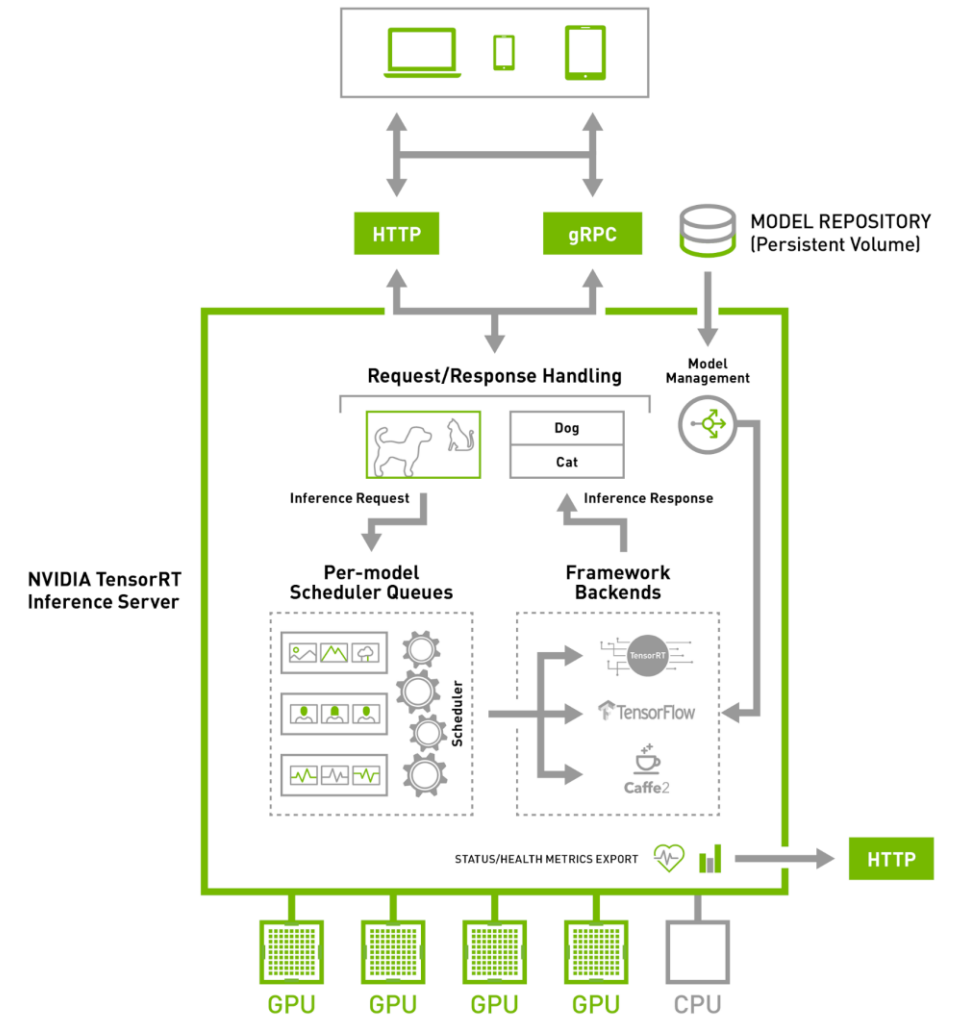 HTTP
gRPC
MODEL REPOSITORY
(Persistent Volume)
Request/Response Handling
Model
Management
Dog
Cat
Inference Request
Inference Response
NVIDIA TensorRT
Inference Server
Per-model
Scheduler Queues
Framework
Backends
Scheduler
TensorRT
TensorFlow
Caffe2
STATUS/HEALTH METRICS EXPORT
HTTP
GPU
GPU
GPU
GPU
CPU